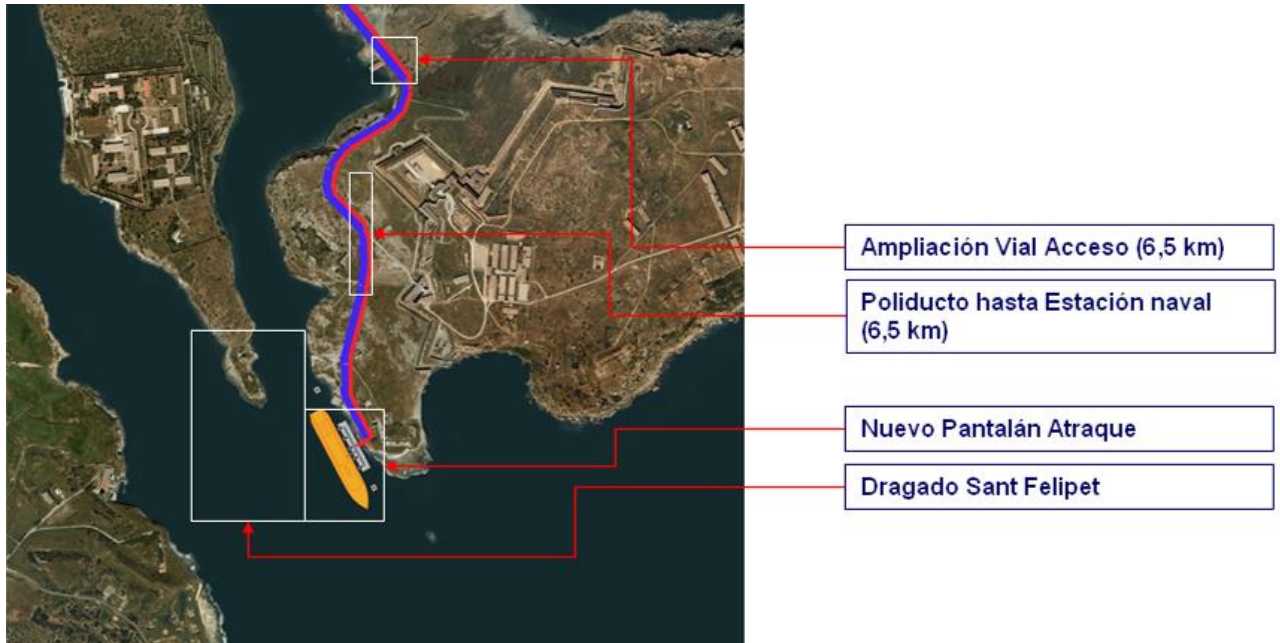 Ampliación Vial Acceso (6,5 km)
Poliducto hasta Estación naval
(6,5 km)
Nuevo Pantalán Atraque
Dragado Sant Felipet